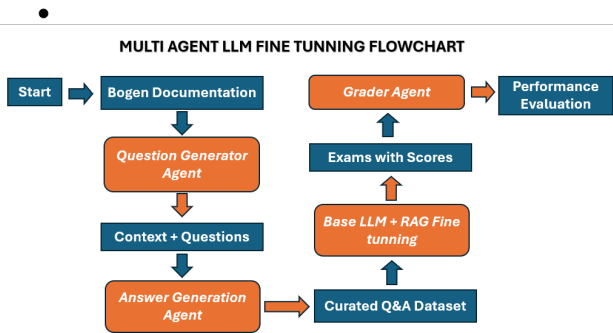 MULTI AGENT LLM FINE TUNNING FLOWCHART
Start
Bogen Documentation
Question Generator
Agent
Context + Questions
Answer Generation
Agent
Curated Q&A Dataset
Base LLM + RAG Fine
tunning
Exams with Scores
Grader Agent
Performance
Evaluation